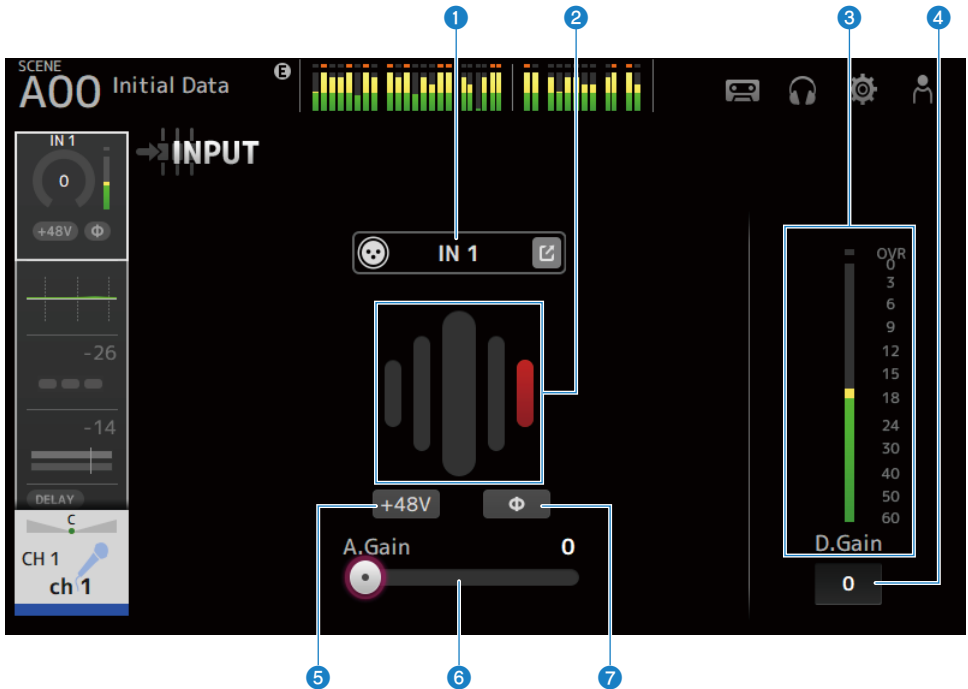 1 2 3 4
SCENE
A00 Initial Data E
IN 1
0
+48V Φ
-26
-14
DELAY
C
CH 1
ch 1
INPUT
IN 1
+48V Φ
A.Gain 0
OVR
0
3
6
9
12
15
18
24
30
40
50
60
D.Gain
0
5 6 7